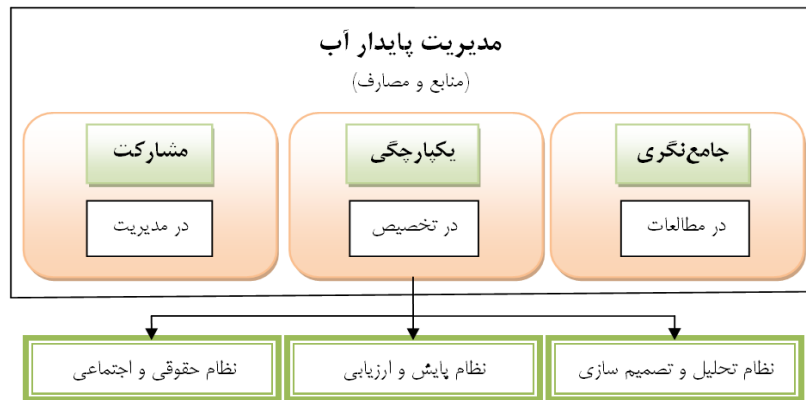 مدیریت پایدار آب
(منابع و مصارف)
جامع‌نگری
یکپارچگی
مشارکت
در مطالعات
در تخصیص
در مدیریت
نظام تحلیل و تصمیم سازی
نظام پایش و ارزیابی
نظام حقوقی و اجتماعی